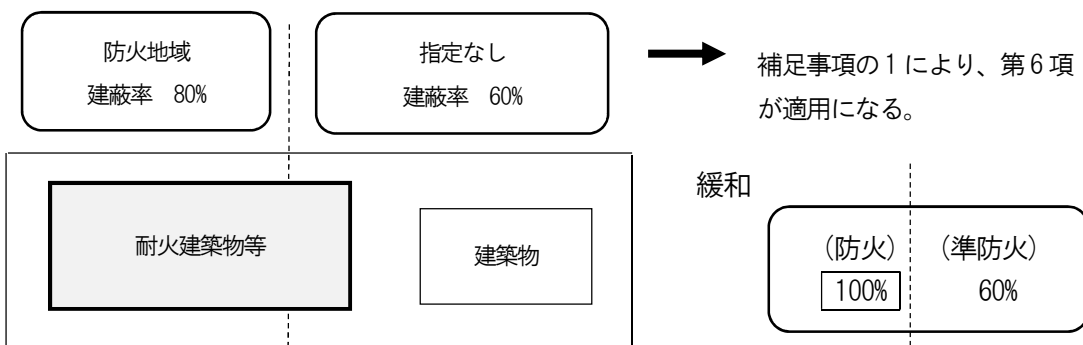 防火地域
建蔽率　80%
指定なし
建蔽率　60%
補足事項の1により、第6項
が適用になる。
耐火建築物等
建築物
緩和
(防火)
(準防火)
100%
60%